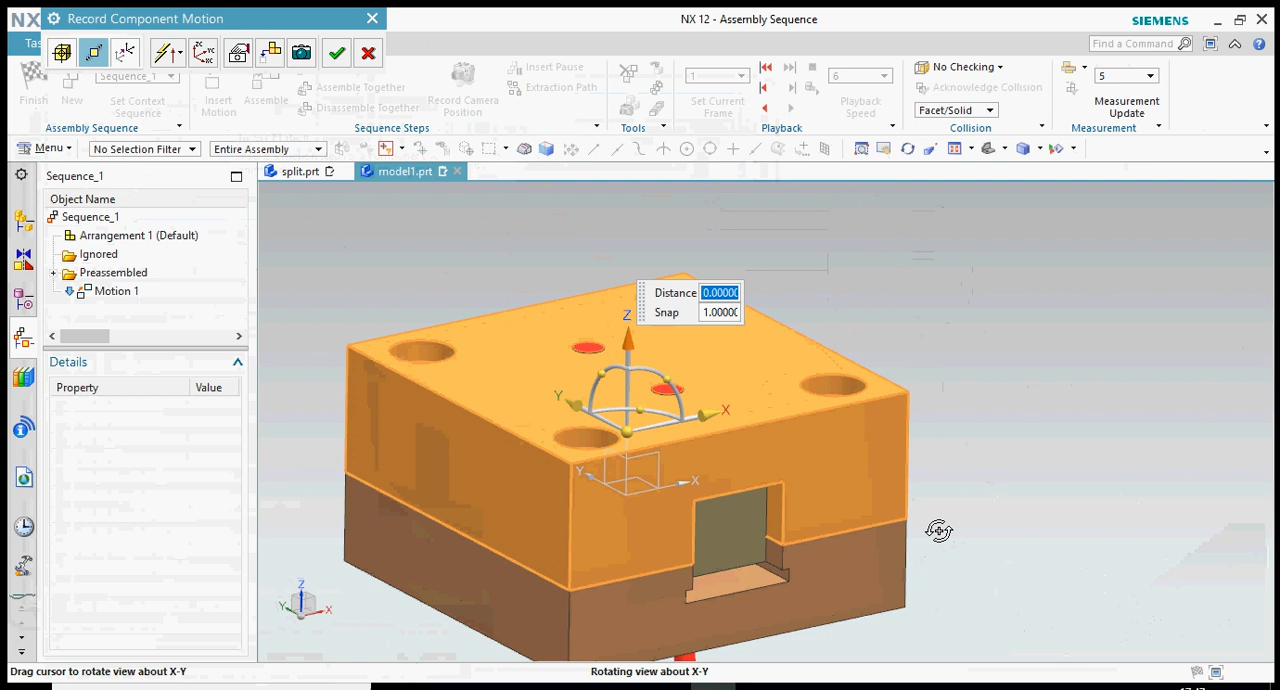 NX
Record Component Motion
NX 12 - Assembly Sequence
SIEMENS
Tas
Find a Command
Finish
New
Sequence_1
Set Context
Sequence
Insert
Motion
Assemble
Assemble Together
Disassemble Together
Record Camera
Position
Insert Pause
Extraction Path
1
Set Current
Frame
6
Playback
Speed
No Checking
Acknowledge Collision
Facet/Solid
5
Measurement
Update
Assembly Sequence
Sequence Steps
Tools
Playback
Collision
Measurement
Menu
No Selection Filter
Entire Assembly
Sequence_1
split.prt
model1.prt
Object Name
Sequence_1
Arrangement 1 (Default)
Ignored
Preassembled
Motion 1
Details
Property
Value
Distance 0.00000
Snap 1.00000
Z
Y
X
Y
X
Z
Y
X
Drag cursor to rotate view about X-Y
Rotating view about X-Y